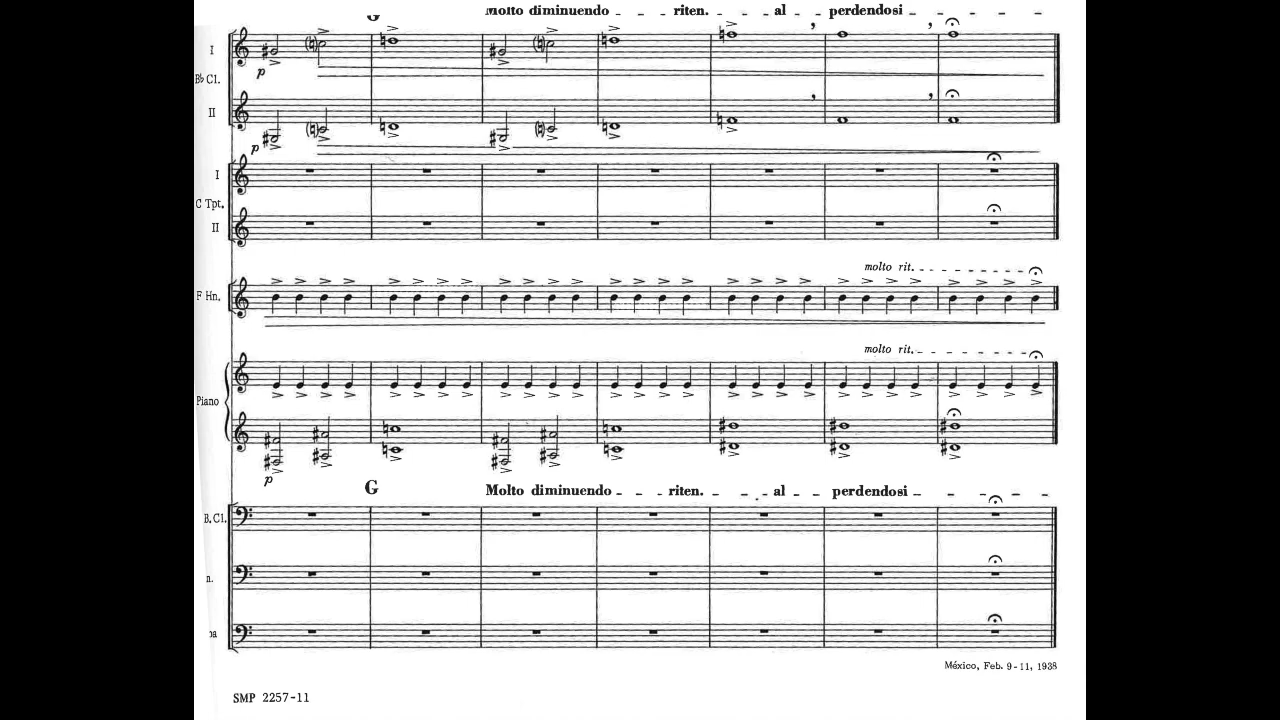 G Molto diminuendo riten. al perdendosi
I
p
B♭ Cl.
II
p
I
C Tpt.
II
molto rit.
F Hn.
molto rit.
Piano
p
G Molto diminuendo riten. al perdendosi
B. Cl.
n.
México, Feb. 9-11, 1938
SMP 2257-11